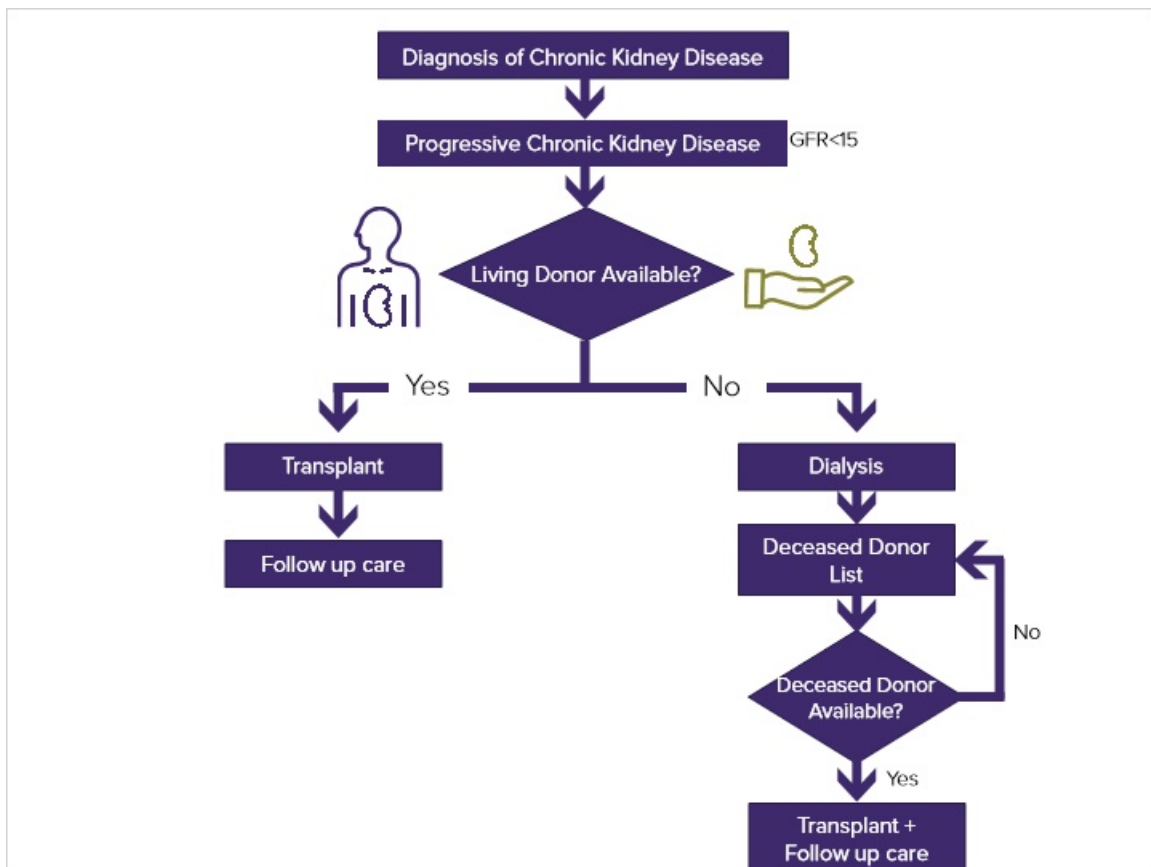 Diagnosis of Chronic Kidney Disease
Progressive Chronic Kidney Disease
GFR<15
Living Donor Available?
Yes
No
Transplant
Dialysis
Follow up care
Deceased Donor
List
No
Deceased Donor
Available?
Yes
Transplant +
Follow up care